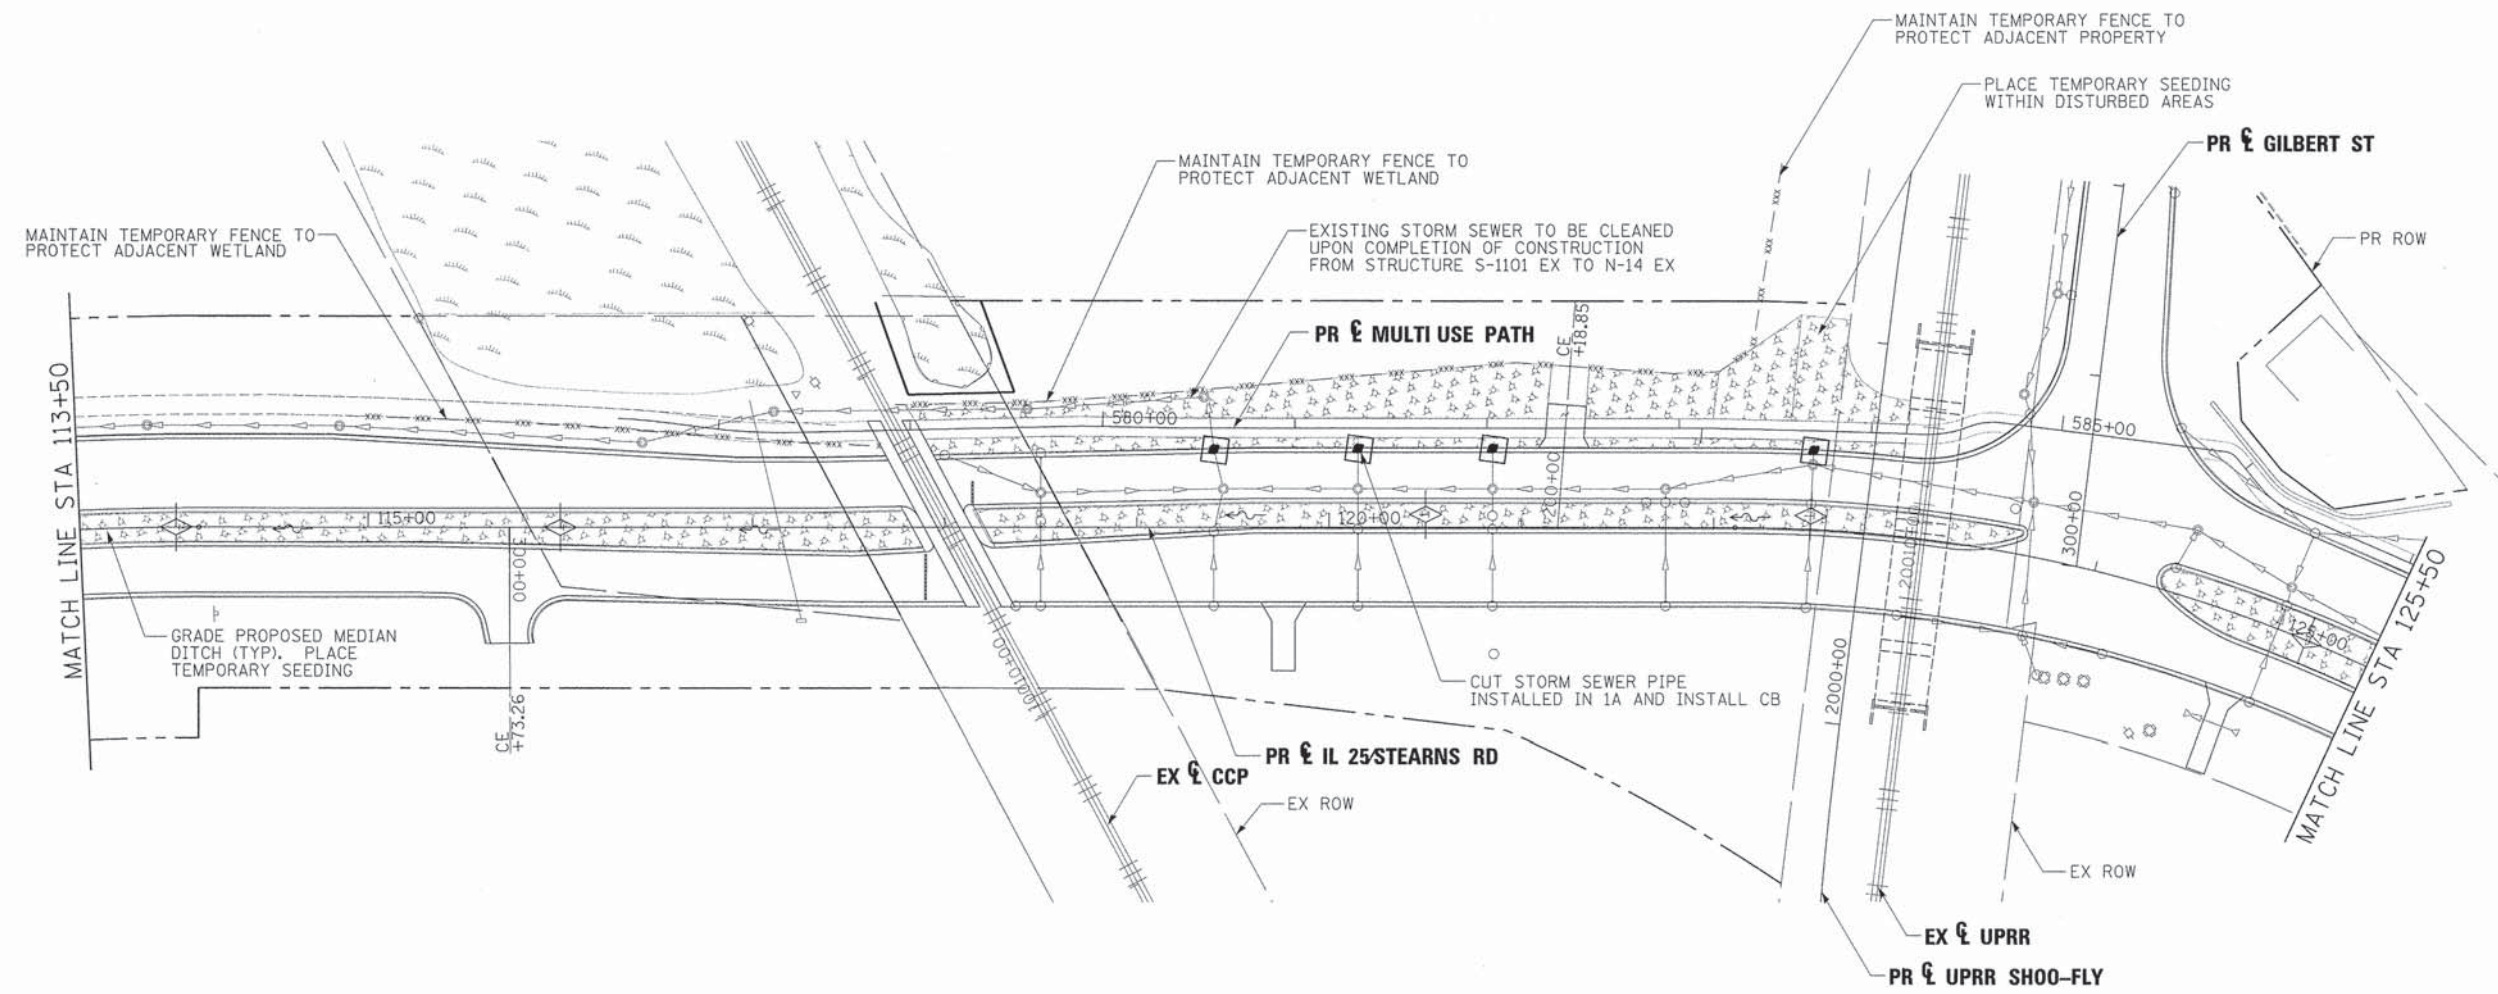 MAINTAIN TEMPORARY FENCE TO
PROTECT ADJACENT PROPERTY
PLACE TEMPORARY SEEDING
WITHIN DISTURBED AREAS
PR ℄ GILBERT ST
MAINTAIN TEMPORARY FENCE TO
PROTECT ADJACENT WETLAND
EXISTING STORM SEWER TO BE CLEANED
UPON COMPLETION OF CONSTRUCTION
FROM STRUCTURE S-1101 EX TO N-14 EX
MAINTAIN TEMPORARY FENCE TO
PROTECT ADJACENT WETLAND
PR ROW
PR ℄ MULTI USE PATH
CE
+18.85
MATCH LINE STA 113+50
580+00
585+00
115+00
120+00
300+00
125+00
MATCH LINE STA 125+50
GRADE PROPOSED MEDIAN
DITCH (TYP). PLACE
TEMPORARY SEEDING
CE
+73.26
10010+00
2000+00
CUT STORM SEWER PIPE
INSTALLED IN 1A AND INSTALL CB
PR ℄ IL 25/STEARNS RD
EX ℄ CCP
EX ROW
EX ROW
EX ℄ UPRR
PR ℄ UPRR SHOO-FLY